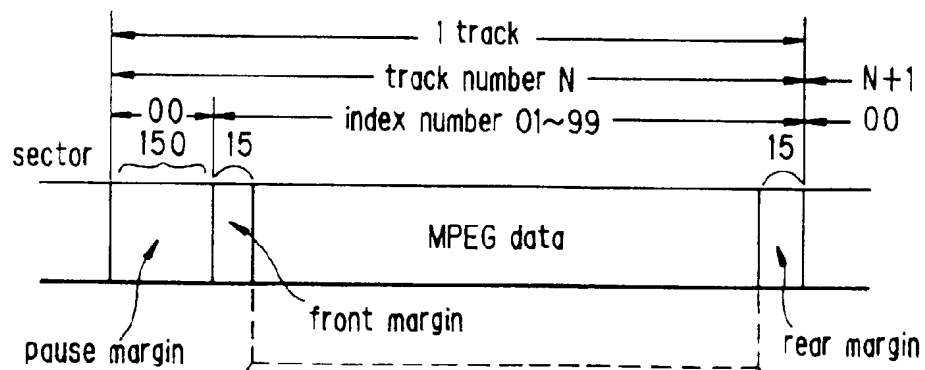 1 track
track number N N+1
00 index number 01~99 00
sector 150 15 15
MPEG data
front margin
pause margin rear margin